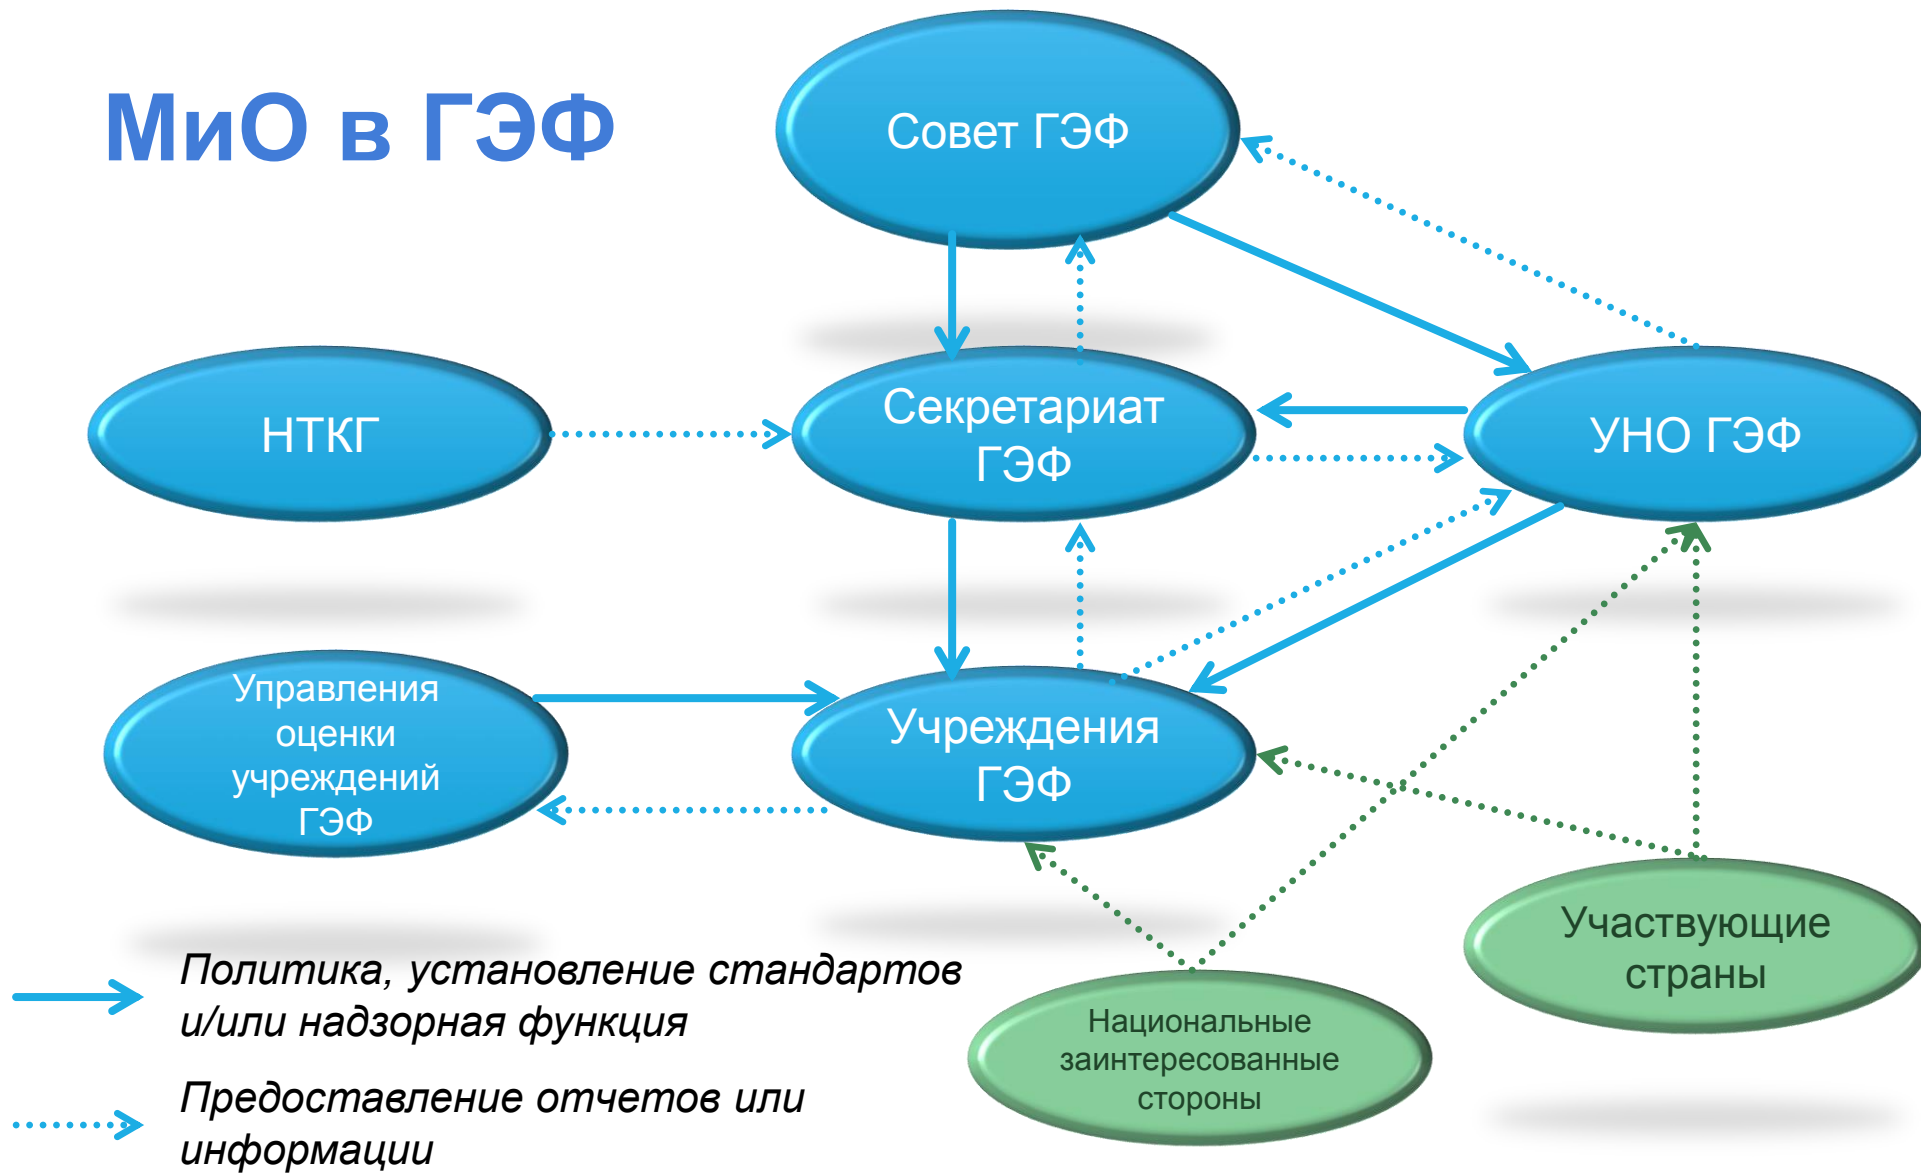 МиО в ГЭФ
Совет ГЭФ
НТКГ
Секретариат
ГЭФ
УНО ГЭФ
Управления
оценки
учреждений
ГЭФ
Учреждения
ГЭФ
Участвующие
страны
Национальные
заинтересованные
стороны
Политика, установление стандартов
и/или надзорная функция
Предоставление отчетов или
информации